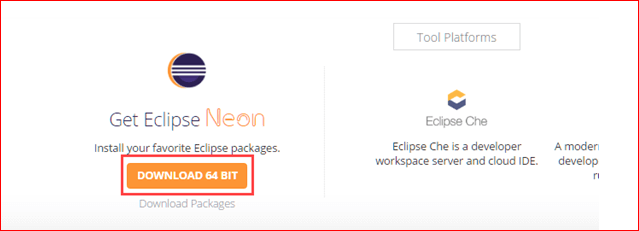 Tool Platforms
Get Eclipse Neon
Install your favorite Eclipse packages.
DOWNLOAD 64 BIT
Download Packages
Eclipse Che
Eclipse Che is a developer
workspace server and cloud IDE.
A modern
develop
ru